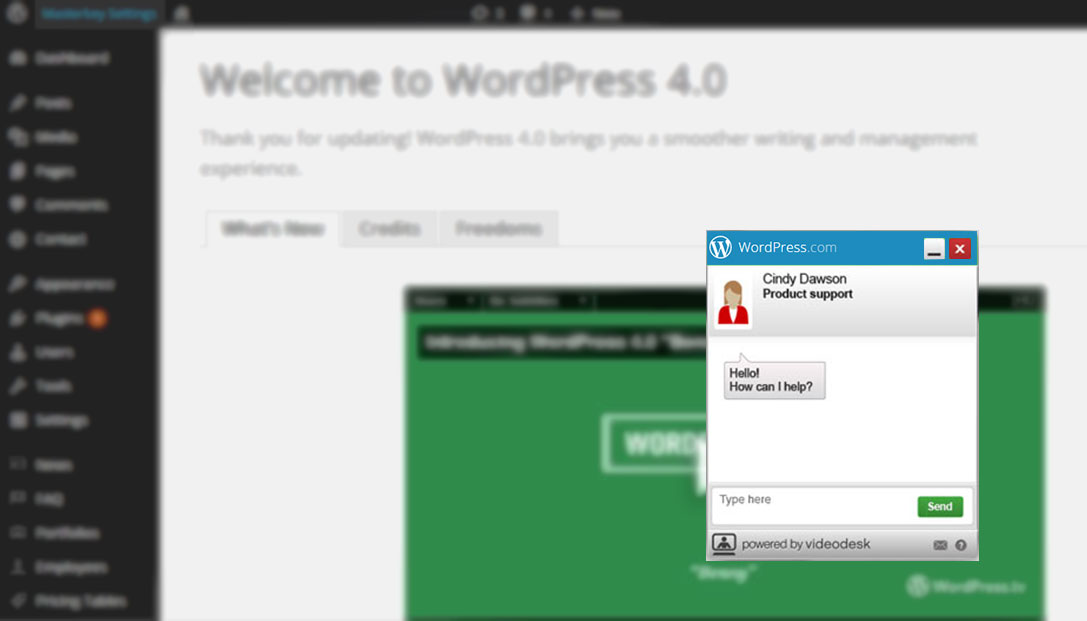 Masterkey Settings
New
Dashboard
Posts
Media
Pages
Comments
Contact
Appearance
Plugins
Users
Tools
Settings
News
FAQ
Portfolios
Employees
Pricing Tables
Welcome to WordPress 4.0
Thank you for updating! WordPress 4.0 brings you a smoother writing and management
experience.
What's New Credits Freedoms
Introducing WordPress 4.0
"Benny"
WordPress.tv
WordPress.com
Cindy Dawson
Product support
Hello!
How can I help?
Type here
Send
powered by videodesk